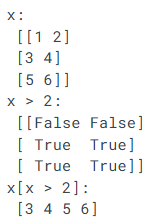 x:
[[1 2]
[3 4]
[5 6]]
x > 2:
[[False False]
[ True  True]
[ True  True]]
x[x > 2]:
[3 4 5 6]